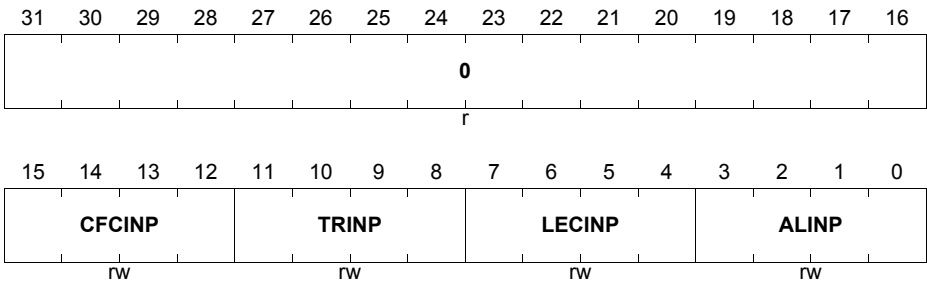 31 30 29 28 27 26 25 24 23 22 21 20 19 18 17 16
0
r
15 14 13 12 11 10 9 8 7 6 5 4 3 2 1 0
CFCINP TRINP LECINP ALINP
rw rw rw rw